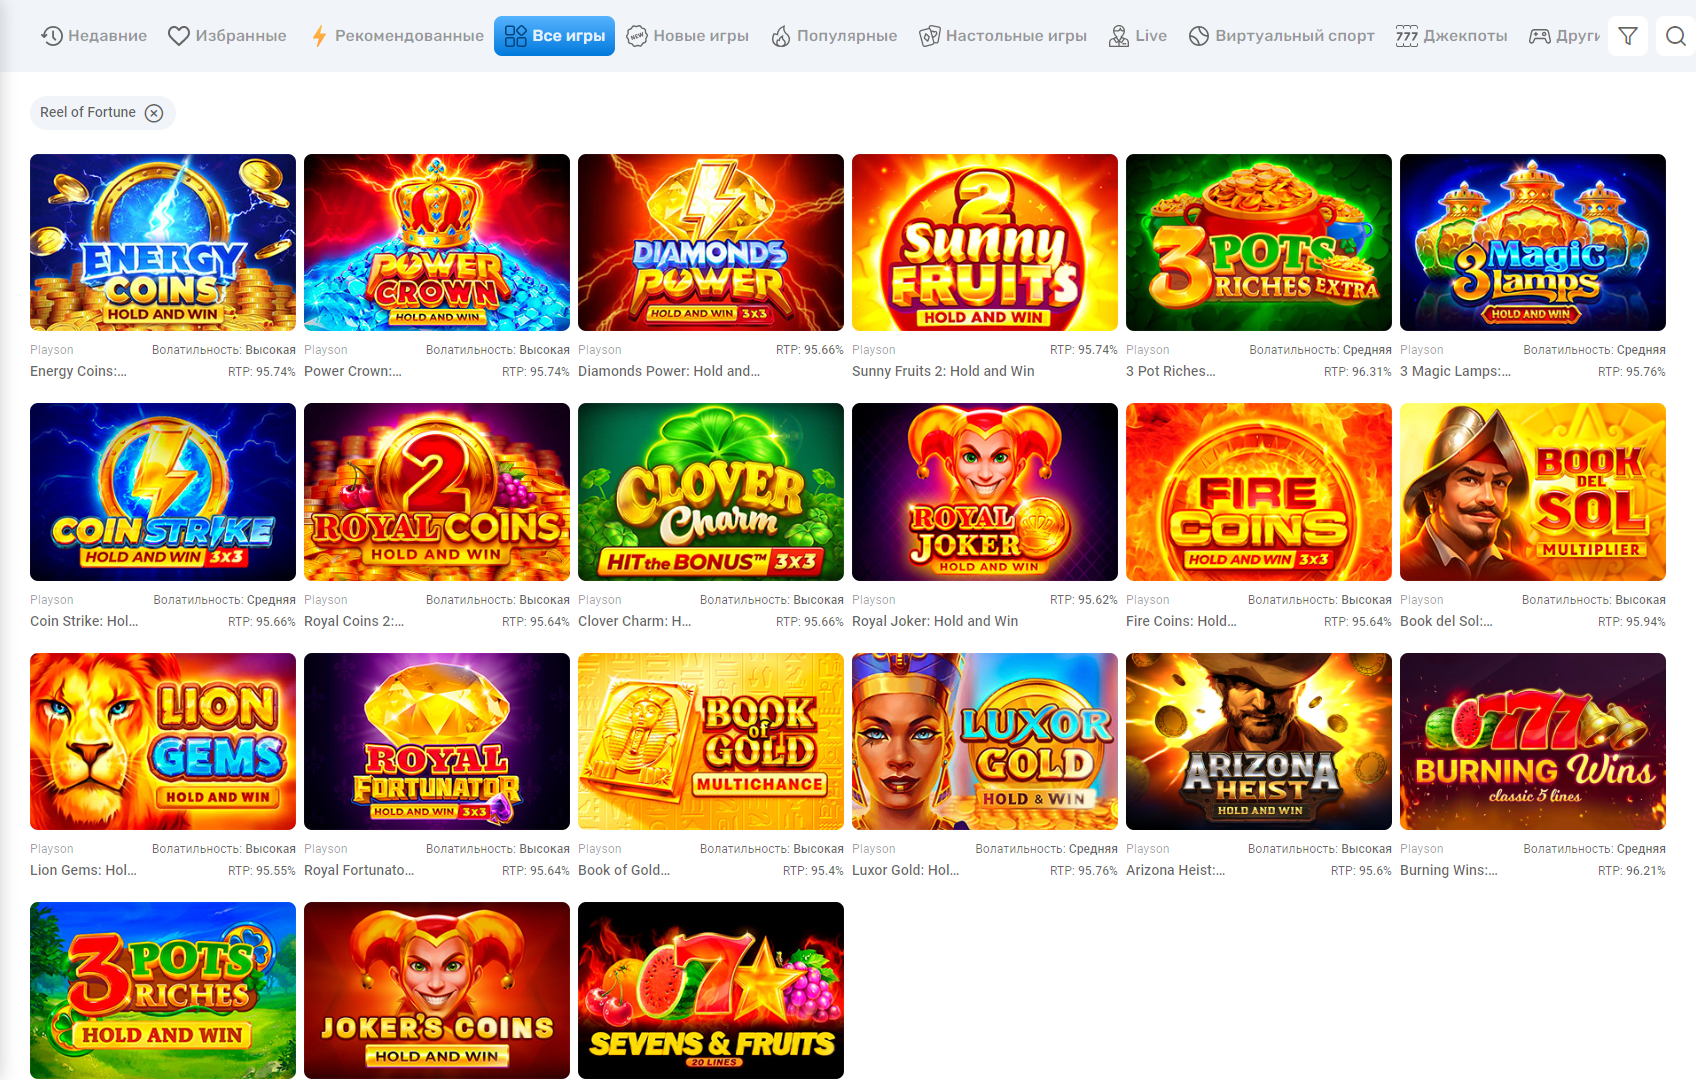 Недавние Избранные Рекомендованные Все игры NEW Новые игры Популярные Настольные игры Live Виртуальный спорт 777 Джекпоты Други
Reel of Fortune
ENERGY COINS HOLD AND WIN
POWER CROWN HOLD AND WIN
DIAMONDS POWER HOLD AND WIN 3X3
2 Sunny FRUITS HOLD AND WIN
3 POTS RICHES EXTRA
3 Magic Lamps HOLD AND WIN
Playson Волатильность: Высокая Playson Волатильность: Высокая Playson RTP: 95.66% Playson RTP: 95.74% Playson Волатильность: Средняя Playson Волатильность: Средняя
Energy Coins:... RTP: 95.74% Power Crown:... RTP: 95.74% Diamonds Power: Hold and... Sunny Fruits 2: Hold and Win 3 Pot Riches... RTP: 96.31% 3 Magic Lamps:... RTP: 95.76%
COIN STRIKE HOLD AND WIN 3x3
2 ROYAL COINS HOLD AND WIN
CLOVER Charm HIT the BONUS™ 3x3
ROYAL JOKER HOLD AND WIN
FIRE COINS HOLD AND WIN 3x3
BOOK DEL SOL MULTIPLIER
Playson Волатильность: Средняя Playson Волатильность: Высокая Playson Волатильность: Высокая Playson RTP: 95.62% Playson Волатильность: Высокая Playson Волатильность: Высокая
Coin Strike: Hol... RTP: 95.66% Royal Coins 2:... RTP: 95.64% Clover Charm: H... RTP: 95.66% Royal Joker: Hold and Win Fire Coins: Hold... RTP: 95.64% Book del Sol:... RTP: 95.94%
LION GEMS HOLD AND WIN
ROYAL FORTUNATOR HOLD AND WIN 3X3
BOOK of GOLD MULTICHANCE
LUXOR GOLD HOLD & WIN
ARIZONA HEIST HOLD AND WIN
777 BURNING Wins classic 5 lines
Playson Волатильность: Высокая Playson Волатильность: Высокая Playson Волатильность: Высокая Playson Волатильность: Средняя Playson Волатильность: Высокая Playson Волатильность: Средняя
Lion Gems: Hol... RTP: 95.55% Royal Fortunato... RTP: 95.64% Book of Gold... RTP: 95.4% Luxor Gold: Hol... RTP: 95.76% Arizona Heist:... RTP: 95.6% Burning Wins:... RTP: 96.21%
3 POTS RICHES HOLD AND WIN
JOKER'S COINS HOLD AND WIN
7 SEVENS & FRUITS 20 LINES